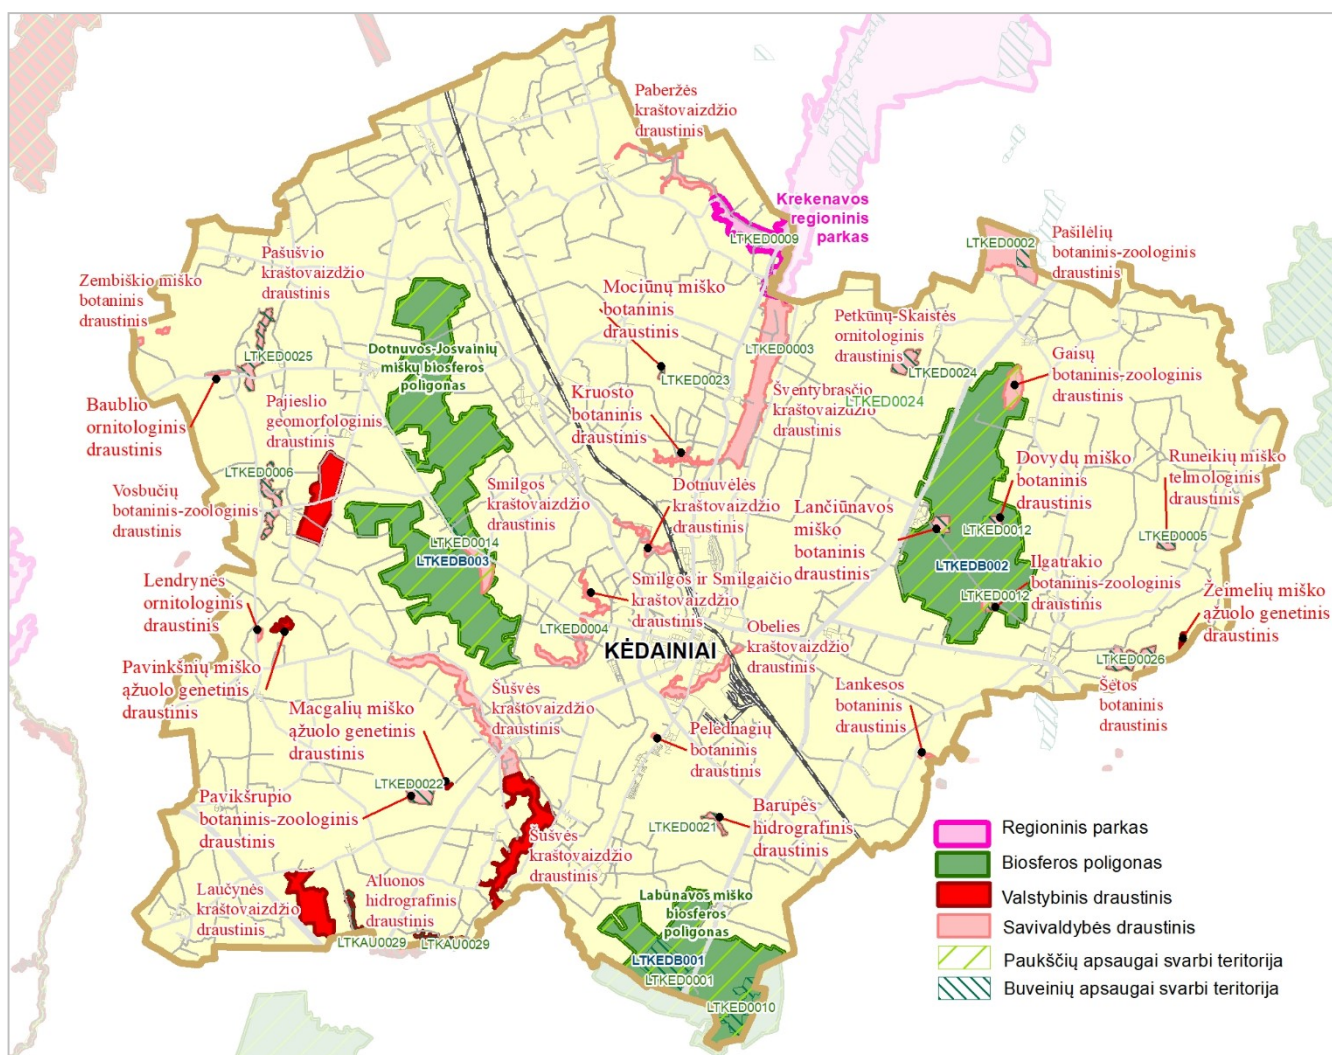 Paberžės
kraštovaizdžio
draustinis
Krekenavos
regioninis
parkas
LTKED0009
LTKED0002
Pašilėlių
botaninis-zoologinis
draustinis
Pašušvio
kraštovaizdžio
draustinis
Zembiškio miško
botaninis
draustinis
LTKED0025
Dotnuvos-Josvainių
miškų biosferos
poligonas
Mociūnų miško
botaninis
draustinis
LTKED0023
LTKED0003
Petkūnų-Skaistės
ornitologinis
draustinis
LTKED0024
LTKED0024
Gaisų
botaninis-zoologinis
draustinis
Baublio
ornitologinis
draustinis
Pajieslio
geomorfologinis
draustinis
Kruosto
botaninis
draustinis
Šventybrasčio
kraštovaizdžio
draustinis
LTKED0006
Vosbučių
botaninis-zoologinis
draustinis
Smilgos
kraštovaizdžio
draustinis
LTKED0014
LTKEDB003
Dotnuvėlės
kraštovaizdžio
draustinis
Lančiūnavos
miško
botaninis
draustinis
Dovydų miško
botaninis
draustinis
LTKED0012
Runeikių miško
telmologinis
draustinis
LTKED0005
LTKEDB002
Ilgatrakio
botaninis-zoologinis
draustinis
LTKED0012
Lendrynės
ornitologinis
draustinis
Smilgos ir Smilgaičio
kraštovaizdžio
draustinis
LTKED0004
KĖDAINIAI
Obelies
kraštovaizdžio
draustinis
Žeimelių miško
ąžuolo genetinis
draustinis
LTKED0026
Šėtos
botaninis
draustinis
Pavinkšnių miško
ąžuolo genetinis
draustinis
Macgalių miško
ąžuolo genetinis
draustinis
Šušvės
kraštovaizdžio
draustinis
Lankesos
botaninis
draustinis
Pelėdnagių
botaninis
draustinis
LTKED0022
Pavikšrupio
botaninis-zoologinis
draustinis
LTKED0021
Barupės
hidrografinis
draustinis
Šušvės
kraštovaizdžio
draustinis
Laučynės
kraštovaizdžio
draustinis
Aluonos
hidrografinis
draustinis
LTKAU0029
LTKAU0029
Labūnavos miško
biosferos
poligonas
LTKEDB001
LTKED0001
LTKED0010
Regioninis parkas
Biosferos poligonas
Valstybinis draustinis
Savivaldybės draustinis
Paukščių apsaugai svarbi teritorija
Buveinių apsaugai svarbi teritorija